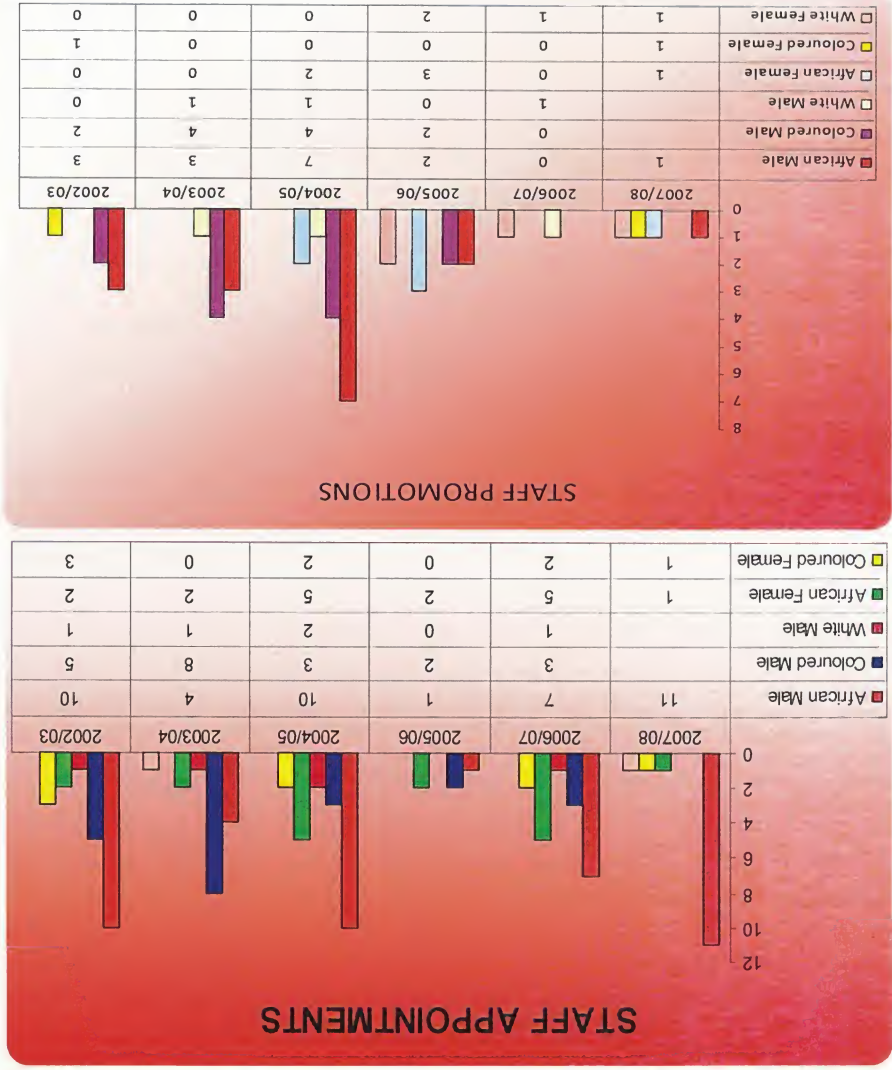 STAFF APPOINTMENTS
12
10
8
6
4
2
0
2007/08 2006/07 2005/06 2004/05 2003/04 2002/03
African Male 11 7 1 10 4 10
Coloured Male 3 2 3 8 5
White Male 1 0 2 1 1
African Female 1 5 2 5 2 2
Coloured Female 1 2 0 2 0 3
STAFF PROMOTIONS
8
7
6
5
4
3
2
1
0
2007/08 2006/07 2005/06 2004/05 2003/04 2002/03
African Male 1 0 2 7 3 3
Coloured Male 0 2 4 4 2
White Male 1 0 1 1 0
African Female 1 0 3 2 0 0
Coloured Female 1 0 0 0 0 1
White Female 1 1 2 0 0 0